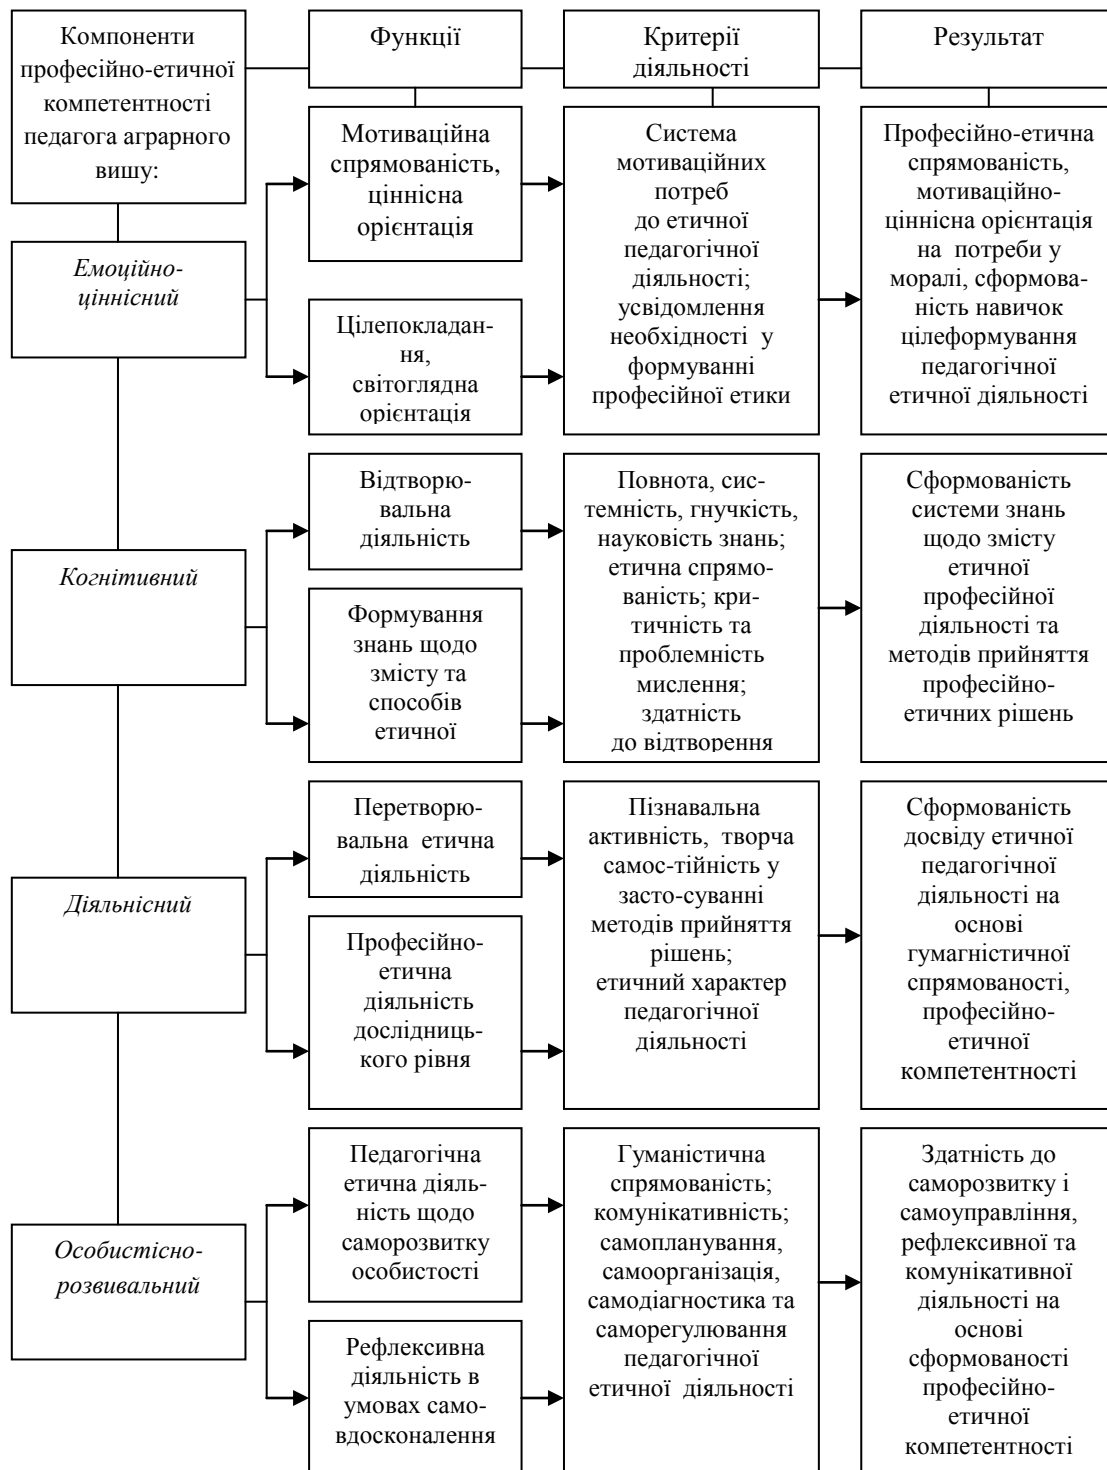 Компоненти
професійно-етичної
компетентності
педагога аграрного
вишу:
Функції
Критерії
діяльності
Результат
Емоційно-
ціннісний
Мотиваційна
спрямованість,
ціннісна
орієнтація
Цілепокладан-
ня,
світоглядна
орієнтація
Система
мотиваційних
потреб
до етичної
педагогічної
діяльності;
усвідомлення
необхідності у
формуванні
професійної етики
Професійно-етична
спрямованість,
мотиваційно-
ціннісна орієнтація
на потреби у
моралі, сформова-
ність навичок
цілеформування
педагогічної
етичної діяльності
Когнітивний
Відтворю-
вальна
діяльність
Формування
знань щодо
змісту та
способів
етичної
Повнота, сис-
темність, гнучкість,
науковість знань;
етична спрямо-
ваність; кри-
тичність та
проблемність
мислення;
здатність
до відтворення
Сформованість
системи знань
щодо змісту
етичної
професійної
діяльності та
методів прийняття
професійно-
етичних рішень
Діяльнісний
Перетворю-
вальна етична
діяльність
Професійно-
етична
діяльність
дослідниць-
кого рівня
Пізнавальна
активність, творча
самос-тійність у
засто-суванні
методів прийняття
рішень;
етичний характер
педагогічної
діяльності
Сформованість
досвіду етичної
педагогічної
діяльності на
основі
гумагністичної
спрямованості,
професійно-
етичної
компетентності
Особистісно-
розвивальний
Педагогічна
етична діяль-
ність щодо
саморозвитку
особистості
Рефлексивна
діяльність в
умовах само-
вдосконалення
Гуманістична
спрямованість;
комунікативність;
самопланування,
самоорганізація,
самодіагностика та
саморегулювання
педагогічної
етичної діяльності
Здатність до
саморозвитку і
самоуправління,
рефлексивної та
комунікативної
діяльності на
основі
сформованості
професійно-
етичної
компетентності